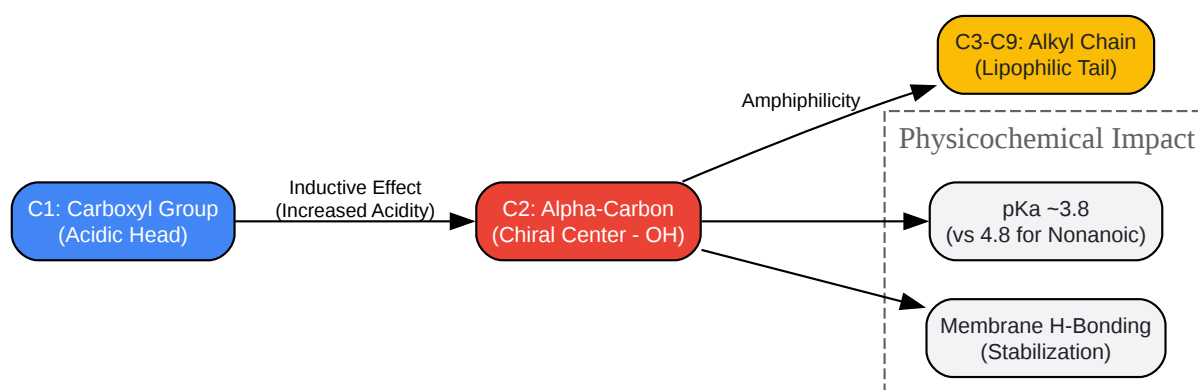 C3-C9: Alkyl Chain
(Lipophilic Tail)
Amphiphilicity
Physicochemical Impact
C1: Carboxyl Group
(Acidic Head)
Inductive Effect
(Increased Acidity)
C2: Alpha-Carbon
(Chiral Center - OH)
pKa ~3.8
(vs 4.8 for Nonanoic)
Membrane H-Bonding
(Stabilization)